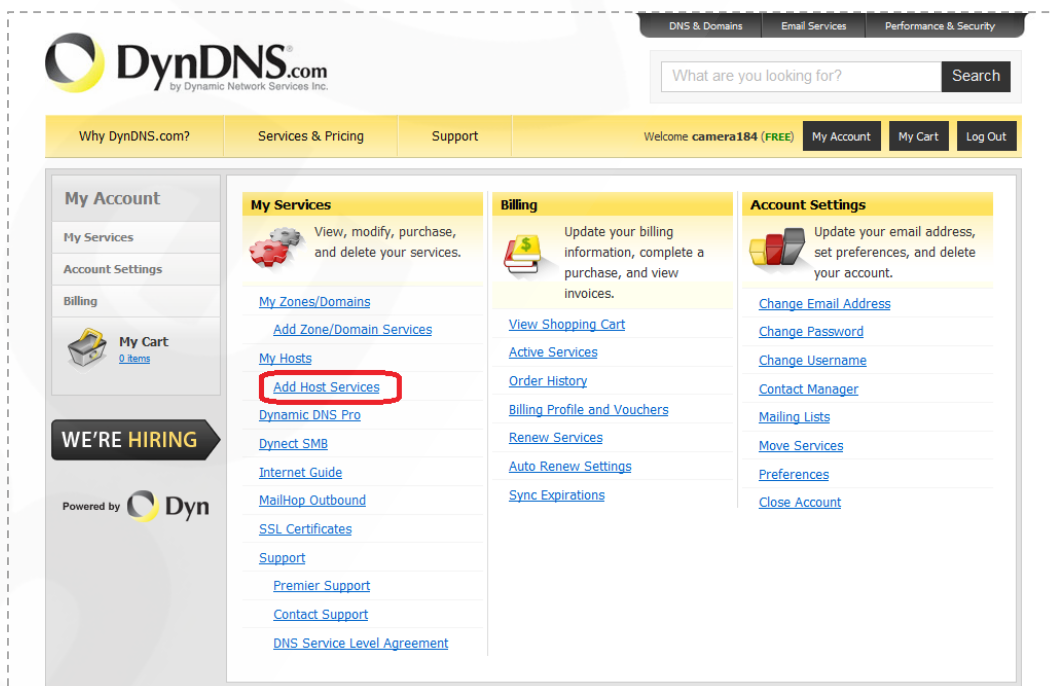 DNS & Domains Email Services Performance & Security
DynDNS.com
by Dynamic Network Services Inc.
What are you looking for? Search
Why DynDNS.com? Services & Pricing Support Welcome camera184 (FREE) My Account My Cart Log Out
My Account
My Services
Account Settings
Billing
My Cart
0 items
WE'RE HIRING
Powered by Dyn
My Services
View, modify, purchase,
and delete your services.
My Zones/Domains
Add Zone/Domain Services
My Hosts
Add Host Services
Dynamic DNS Pro
Dynect SMB
Internet Guide
MailHop Outbound
SSL Certificates
Support
Premier Support
Contact Support
DNS Service Level Agreement
Billing
Update your billing
information, complete a
purchase, and view
invoices.
View Shopping Cart
Active Services
Order History
Billing Profile and Vouchers
Renew Services
Auto Renew Settings
Sync Expirations
Account Settings
Update your email address,
set preferences, and delete
your account.
Change Email Address
Change Password
Change Username
Contact Manager
Mailing Lists
Move Services
Preferences
Close Account